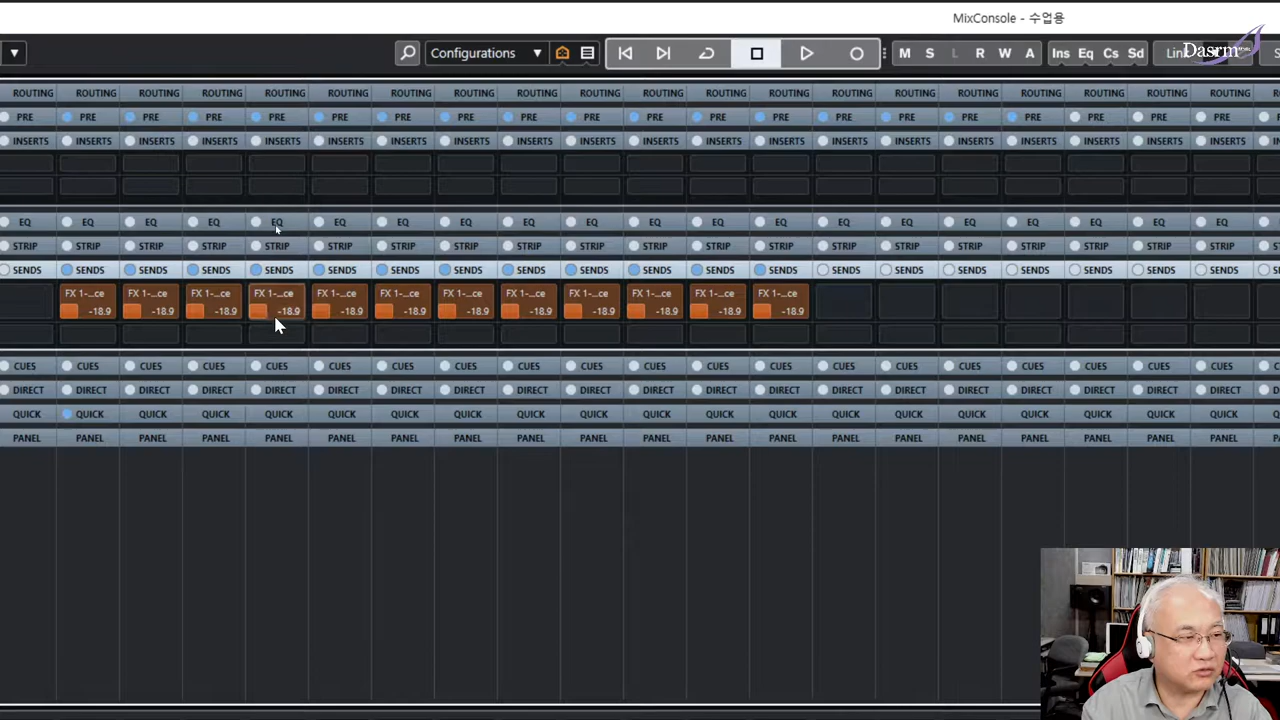 MixConsole - 수업용
Configurations M S L R W A Ins Eq Cs Sd Lin
Dasrm
ROUTING ROUTING ROUTING ROUTING ROUTING ROUTING ROUTING ROUTING ROUTING ROUTING ROUTING ROUTING ROUTING ROUTING ROUTING ROUTING ROUTING ROUTING ROUTING ROUTING
PRE PRE PRE PRE PRE PRE PRE PRE PRE PRE PRE PRE PRE PRE PRE PRE PRE PRE PRE PRE
INSERTS INSERTS INSERTS INSERTS INSERTS INSERTS INSERTS INSERTS INSERTS INSERTS INSERTS INSERTS INSERTS INSERTS INSERTS INSERTS INSERTS INSERTS INSERTS INSERTS
EQ EQ EQ EQ EQ EQ EQ EQ EQ EQ EQ EQ EQ EQ EQ EQ EQ EQ EQ EQ
STRIP STRIP STRIP STRIP STRIP STRIP STRIP STRIP STRIP STRIP STRIP STRIP STRIP STRIP STRIP STRIP STRIP STRIP STRIP STRIP
SENDS SENDS SENDS SENDS SENDS SENDS SENDS SENDS SENDS SENDS SENDS SENDS SENDS SENDS SENDS SENDS SENDS SENDS SENDS SENDS
FX 1-...ce FX 1-...ce FX 1-...ce FX 1-...ce FX 1-...ce FX 1-...ce FX 1-...ce FX 1-...ce FX 1-...ce FX 1-...ce FX 1-...ce FX 1-...ce
-18.9 -18.9 -18.9 -18.9 -18.9 -18.9 -18.9 -18.9 -18.9 -18.9 -18.9 -18.9
CUES CUES CUES CUES CUES CUES CUES CUES CUES CUES CUES CUES CUES CUES CUES CUES CUES CUES CUES CUES
DIRECT DIRECT DIRECT DIRECT DIRECT DIRECT DIRECT DIRECT DIRECT DIRECT DIRECT DIRECT DIRECT DIRECT DIRECT DIRECT DIRECT DIRECT DIRECT DIRECT
QUICK QUICK QUICK QUICK QUICK QUICK QUICK QUICK QUICK QUICK QUICK QUICK QUICK QUICK QUICK QUICK QUICK QUICK QUICK QUICK
PANEL PANEL PANEL PANEL PANEL PANEL PANEL PANEL PANEL PANEL PANEL PANEL PANEL PANEL PANEL PANEL PANEL PANEL PANEL PANEL